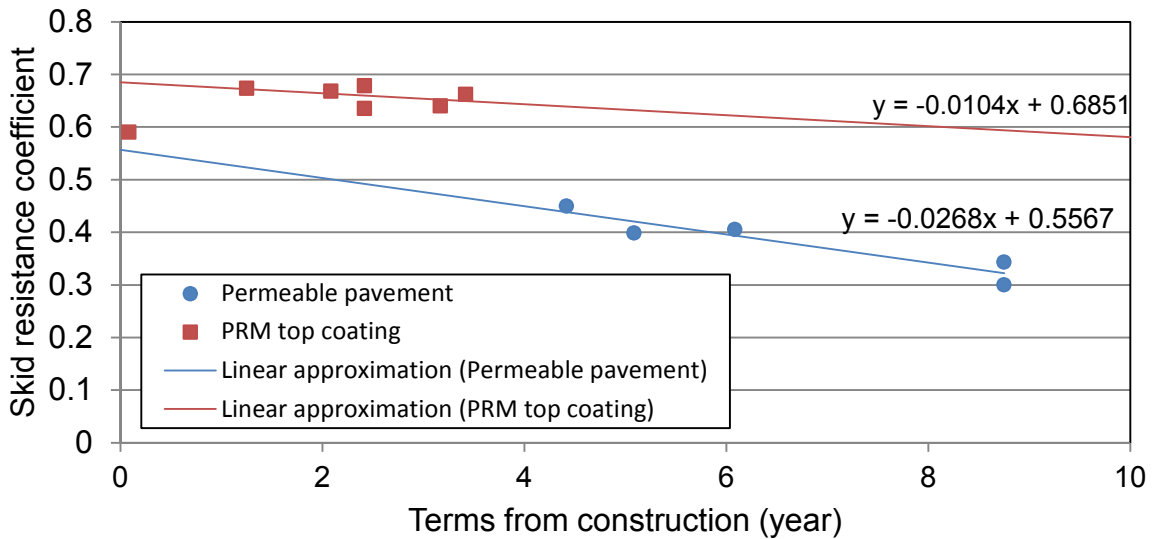 0.8
0.7
0.6
0.5
0.4
0.3
0.2
0.1
0
Skid resistance coefficient
y = -0.0104x + 0.6851
y = -0.0268x + 0.5567
Permeable pavement
PRM top coating
Linear approximation (Permeable pavement)
Linear approximation (PRM top coating)
0 2 4 6 8 10
Terms from construction (year)